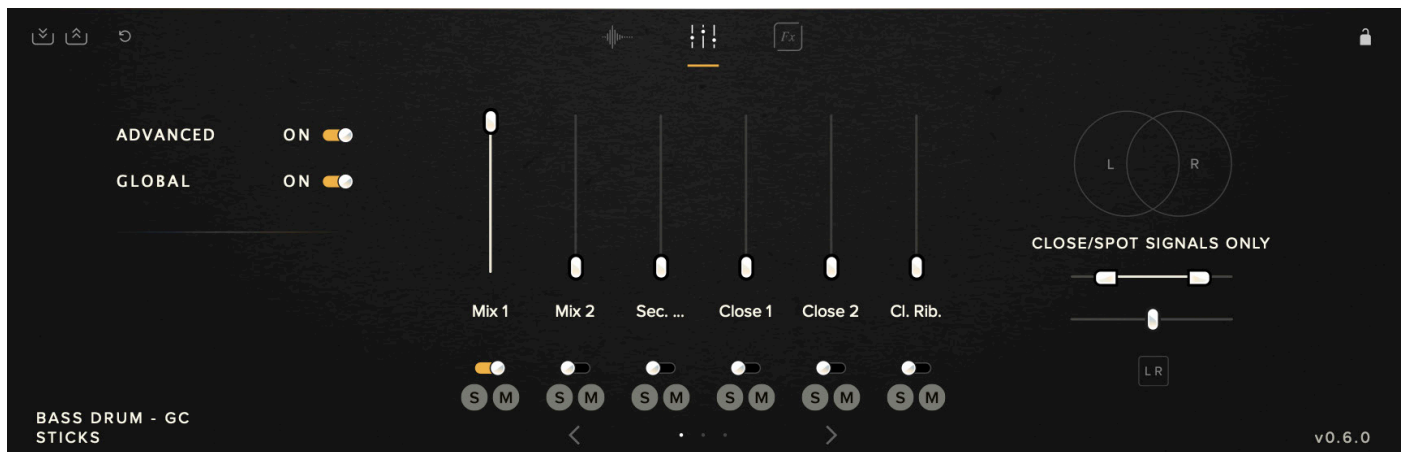 Fx
ADVANCED ON
GLOBAL ON
L R
CLOSE/SPOT SIGNALS ONLY
Mix 1 Mix 2 Sec. ... Close 1 Close 2 Cl. Rib.
S M S M S M S M S M S M
L R
BASS DRUM - GC
STICKS
v0.6.0